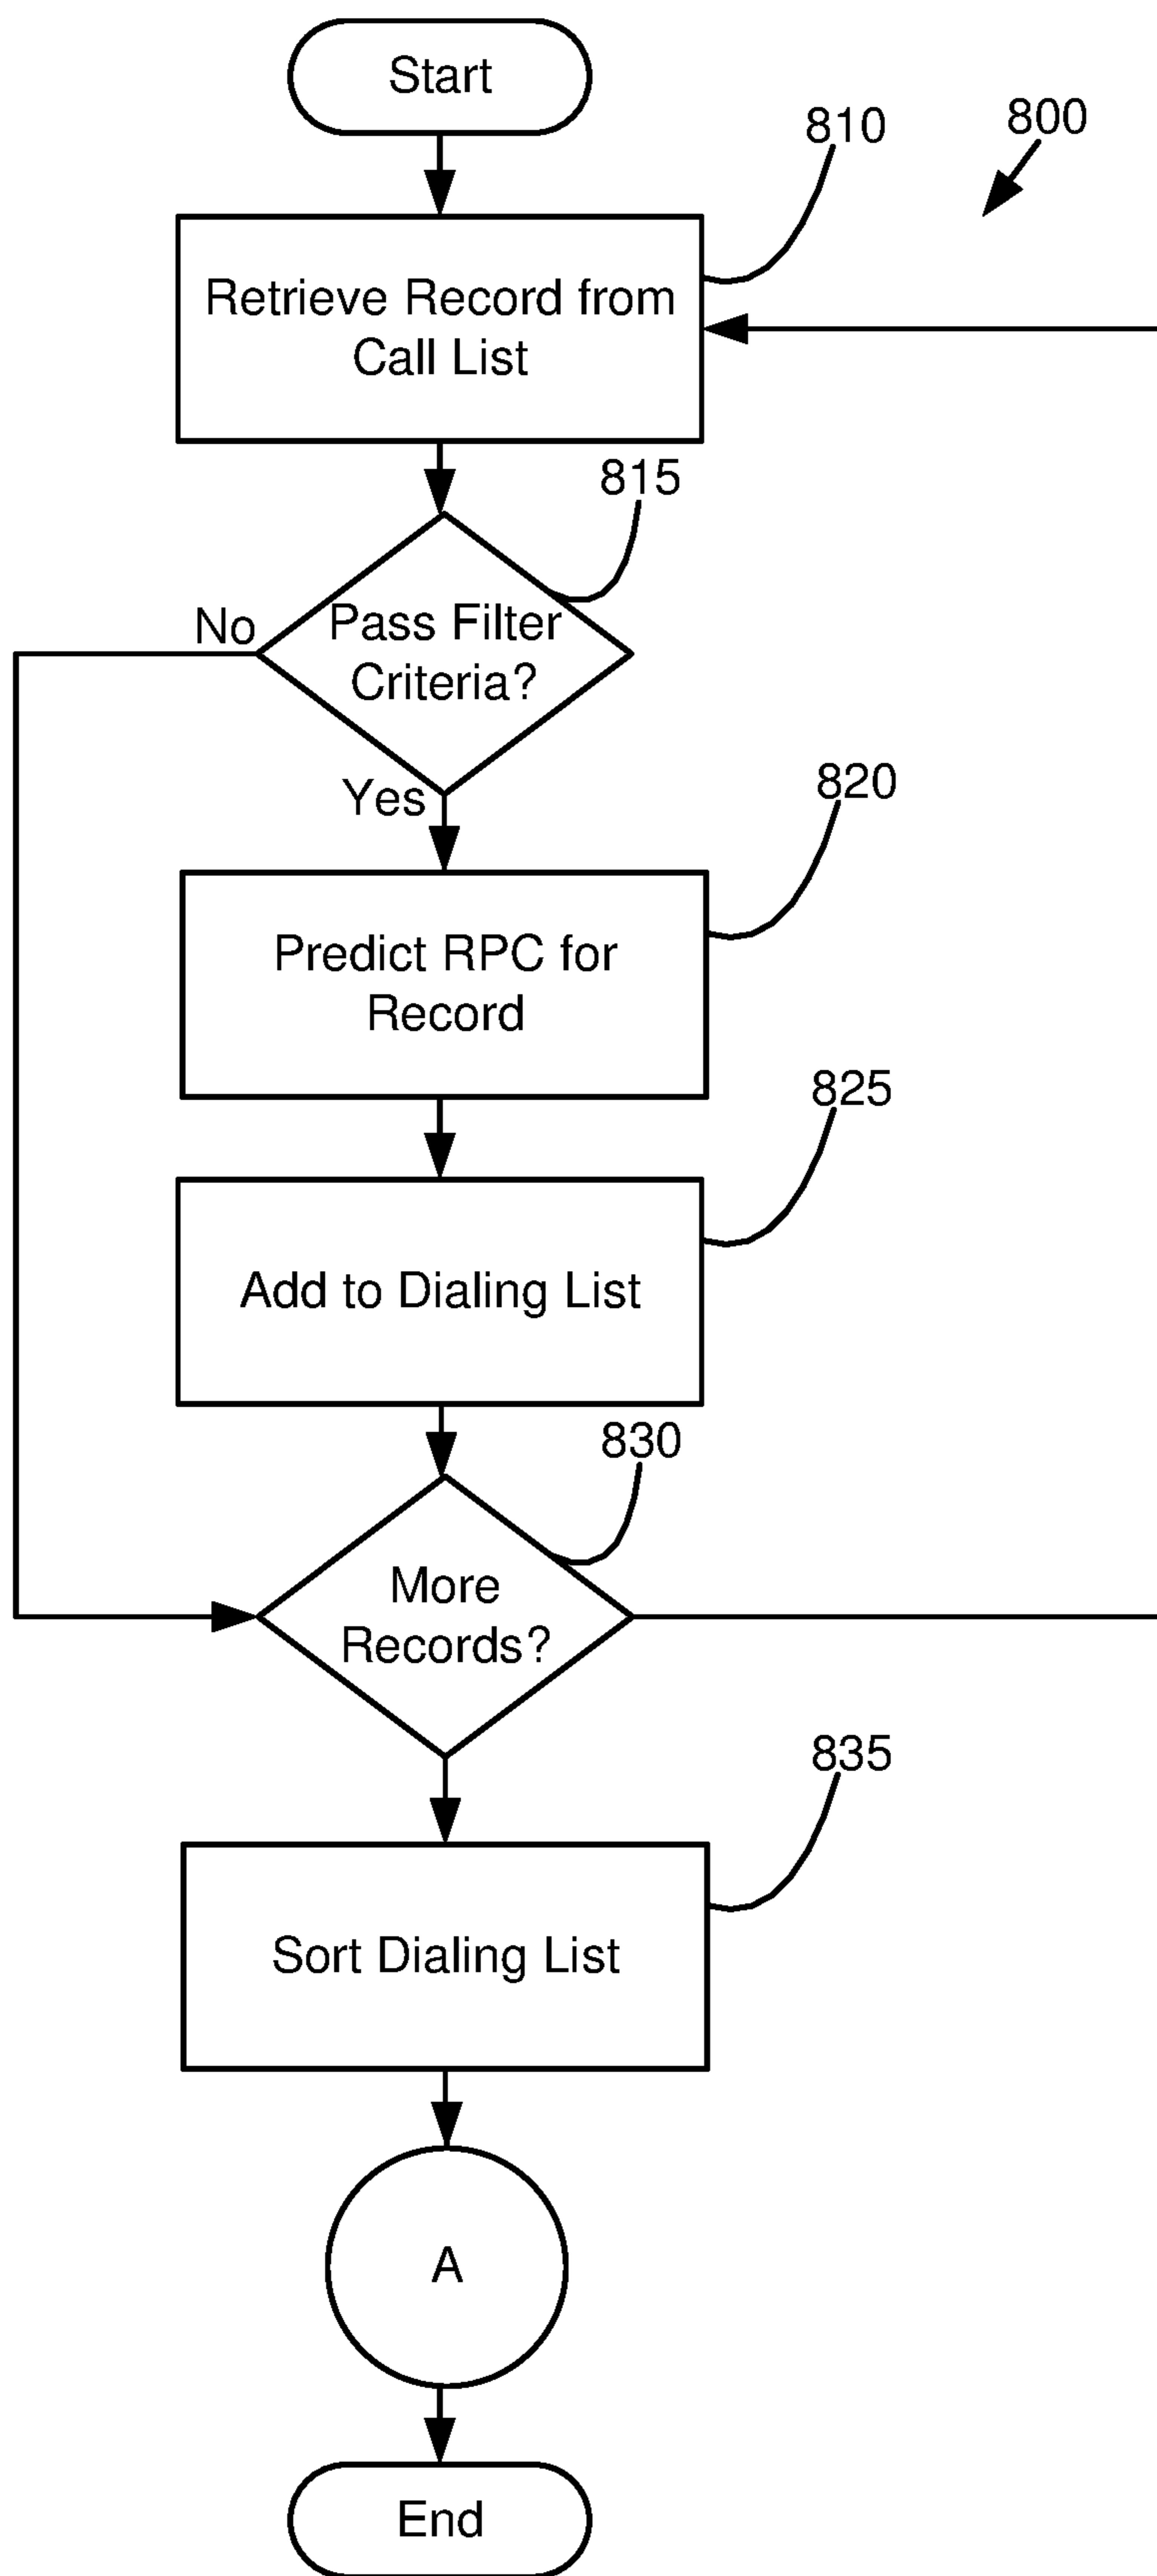 Start
810
800
Retrieve Record from
Call List
815
No
Pass Filter
Criteria?
Yes
820
Predict RPC for
Record
825
Add to Dialing List
830
More
Records?
835
Sort Dialing List
A
End